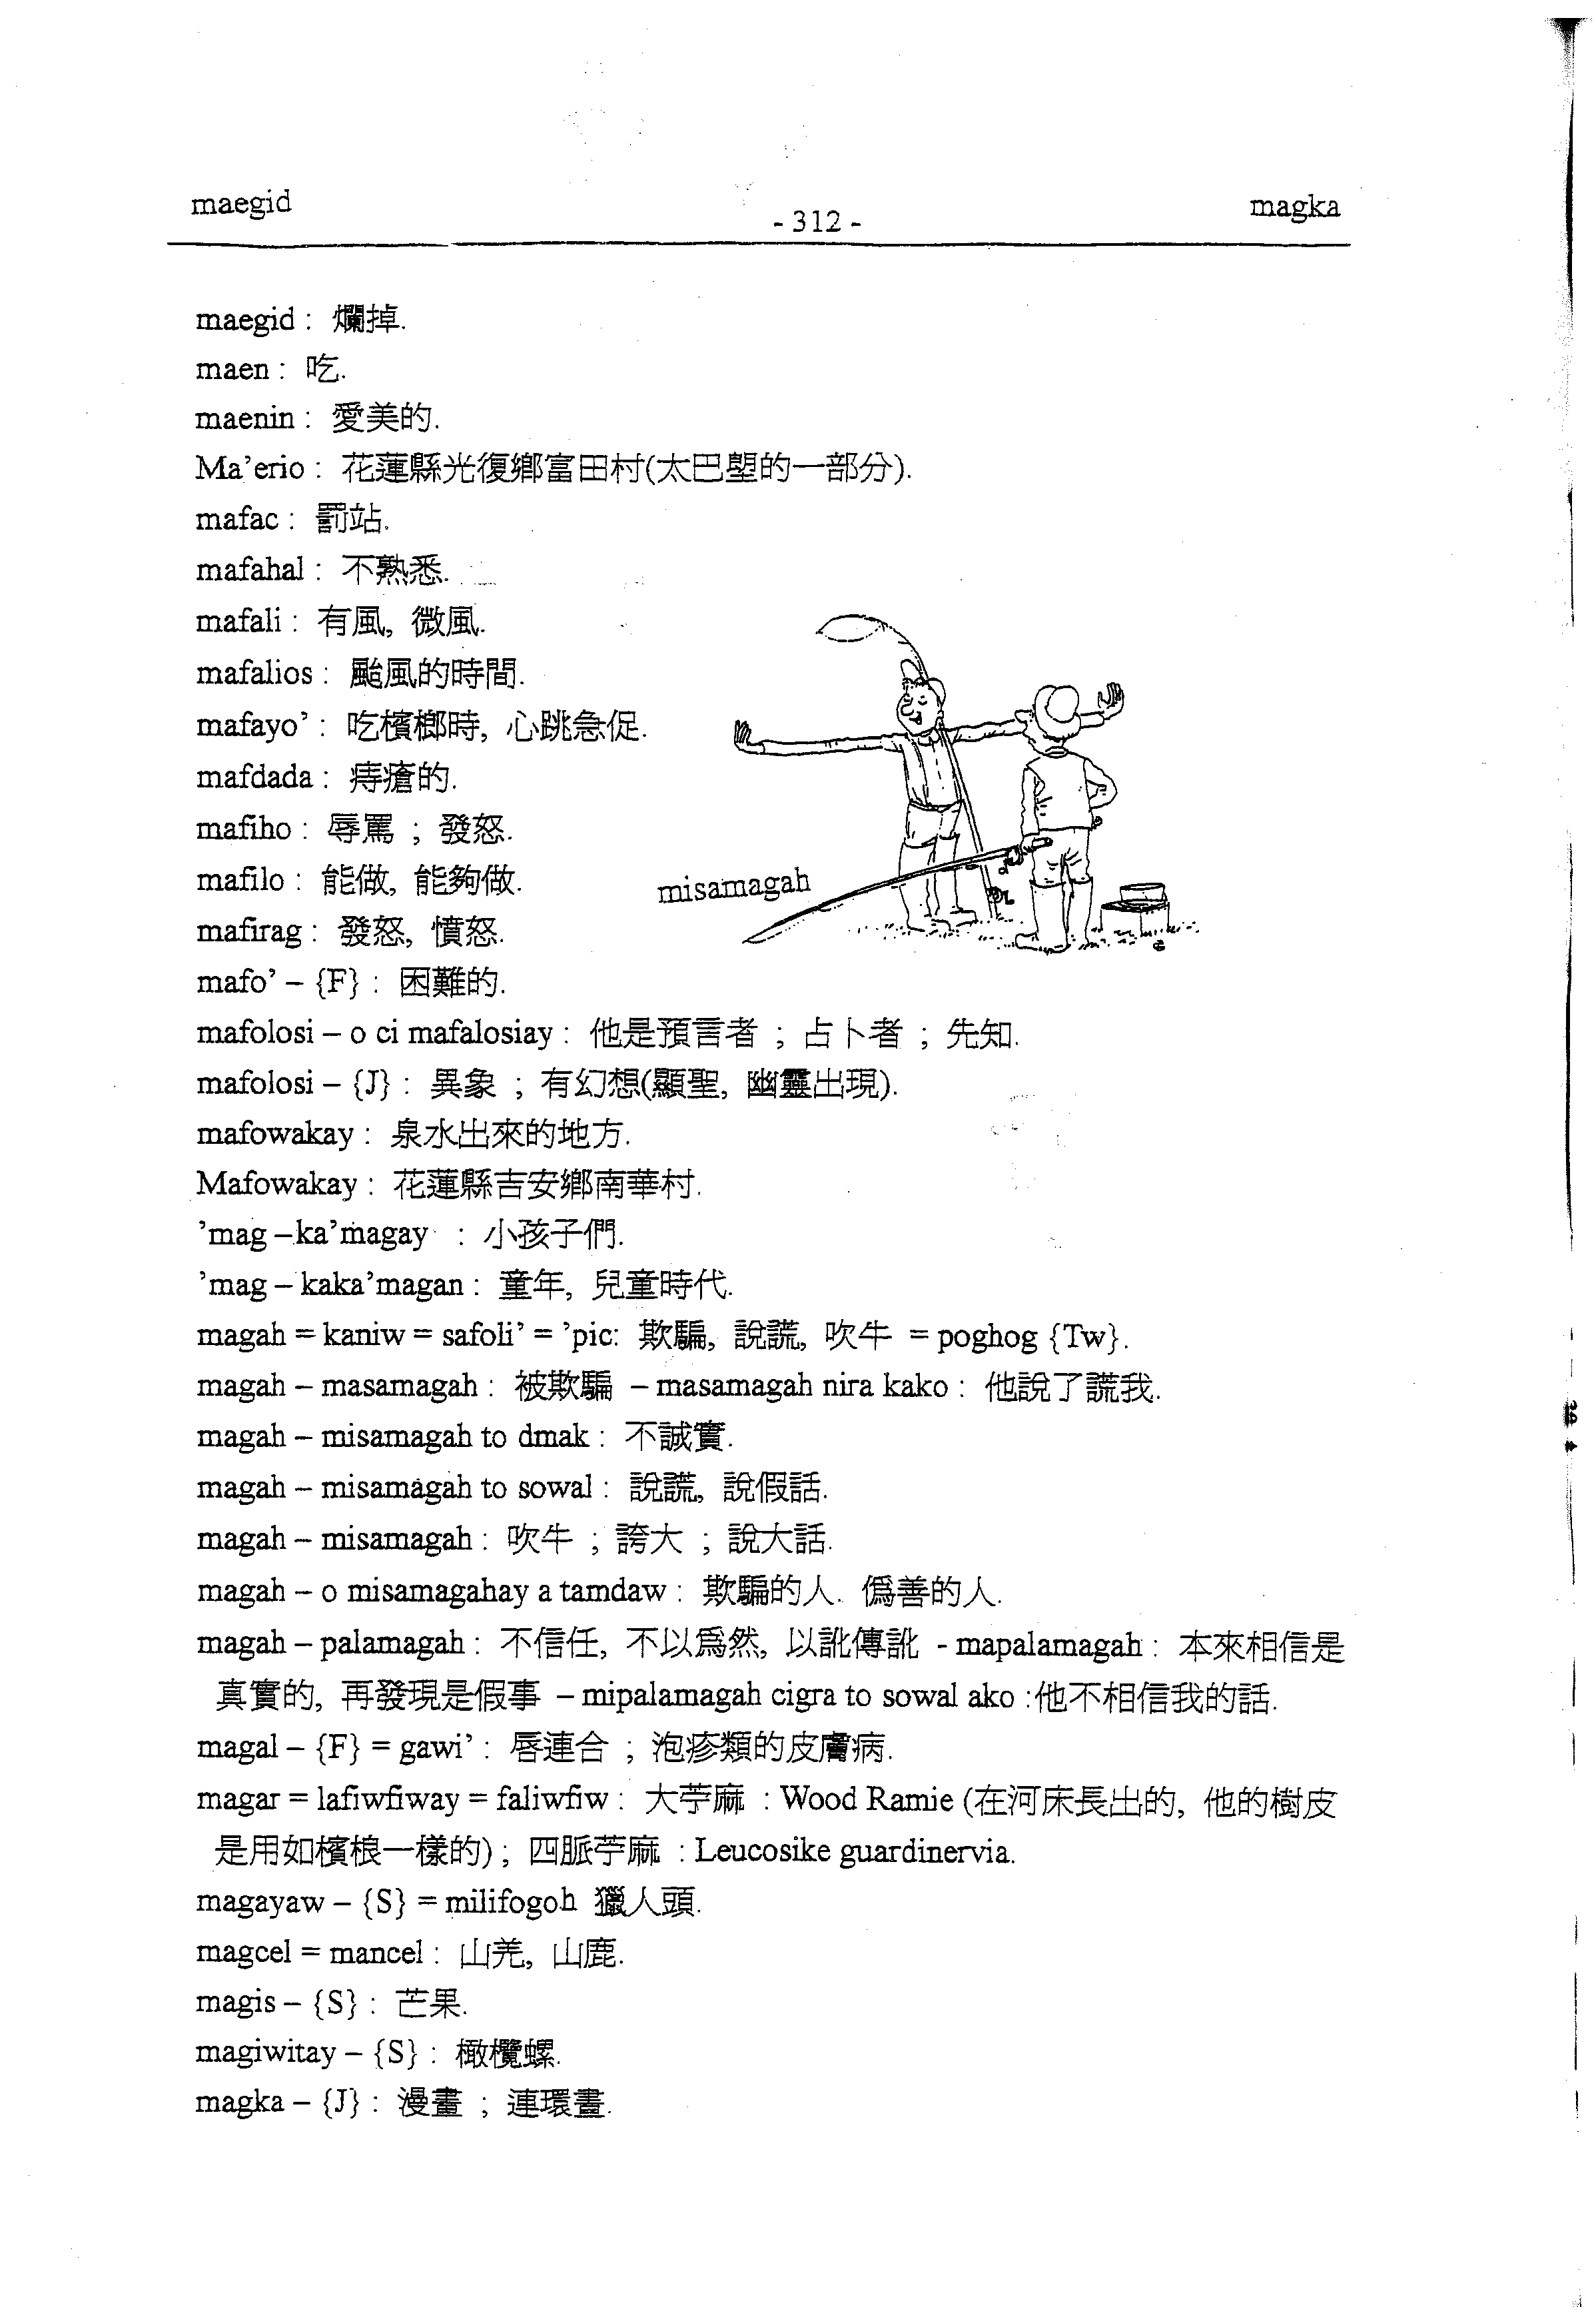 maegid
- 312 -
magka
maegid : 爛掉.
maen : 吃.
maenin : 愛美的.
Ma’erio : 花蓮縣光復鄉富田村(太巴塱的一部分).
mafac : 罰站.
mafahal : 不熟悉.
mafali : 有風, 微風.
mafalios : 颱風的時間.
mafayo’ : 吃檳榔時, 心跳急促.
mafdada : 痔瘡的.
mafiho : 辱罵 ; 發怒.
mafilo : 能做, 能夠做.
misamagah
mafirag : 發怒, 憤怒.
mafo’ – {F} : 困難的.
mafolosi – o ci mafalosiay : 他是預言者 ; 占卜者 ; 先知.
mafolosi – {J} : 異象 ; 有幻想(顯聖, 幽靈出現).
mafowakay : 泉水出來的地方.
Mafowakay : 花蓮縣吉安鄉南華村.
’mag –ka’magay : 小孩子們.
’mag – kaka’magan : 童年, 兒童時代.
magah = kaniw = safoli’ = ’pic: 欺騙, 說謊, 吹牛 = poghog {Tw}.
magah – masamagah : 被欺騙 – masamagah nira kako : 他說了謊我.
magah – misamagah to dmak : 不誠實.
magah – misamagah to sowal : 說謊, 說假話.
magah – misamagah : 吹牛 ; 誇大 ; 說大話.
magah – o misamagahay a tamdaw : 欺騙的人. 僞善的人.
magah – palamagah : 不信任, 不以爲然, 以訛傳訛 - mapalamagah : 本來相信是
真實的, 再發現是假事 – mipalamagah cigra to sowal ako :他不相信我的話.
magal – {F} = gawi’ : 唇連合 ; 泡疹類的皮膚病.
magar = lafiwfiway = faliwfiw : 大苧麻 : Wood Ramie (在河床長出的, 他的樹皮
是用如檳桹一樣的) ; 四脈苧麻 : Leucosike guardinervia.
magayaw – {S} = milifogoh 獵人頭.
magcel = mancel : 山羌, 山鹿.
magis – {S} : 芒果.
magiwitay – {S} : 橄欖螺.
magka – {J} : 漫畫 ; 連環畫.